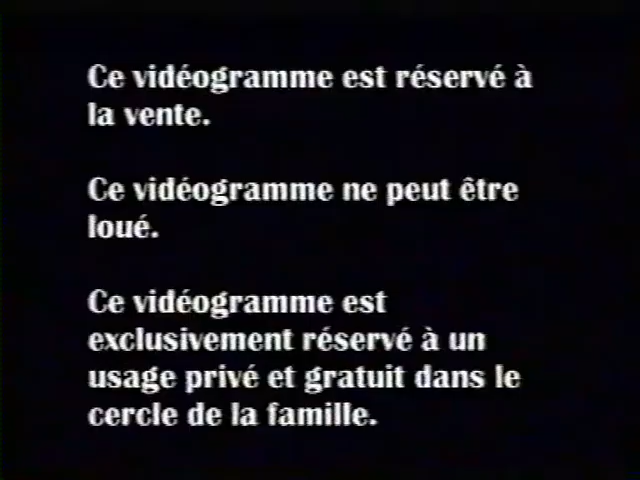 Ce vidéogramme est réservé à
la vente.
Ce vidéogramme ne peut être
loué.
Ce vidéogramme est
exclusivement réservé à un
usage privé et gratuit dans le
cercle de la famille.